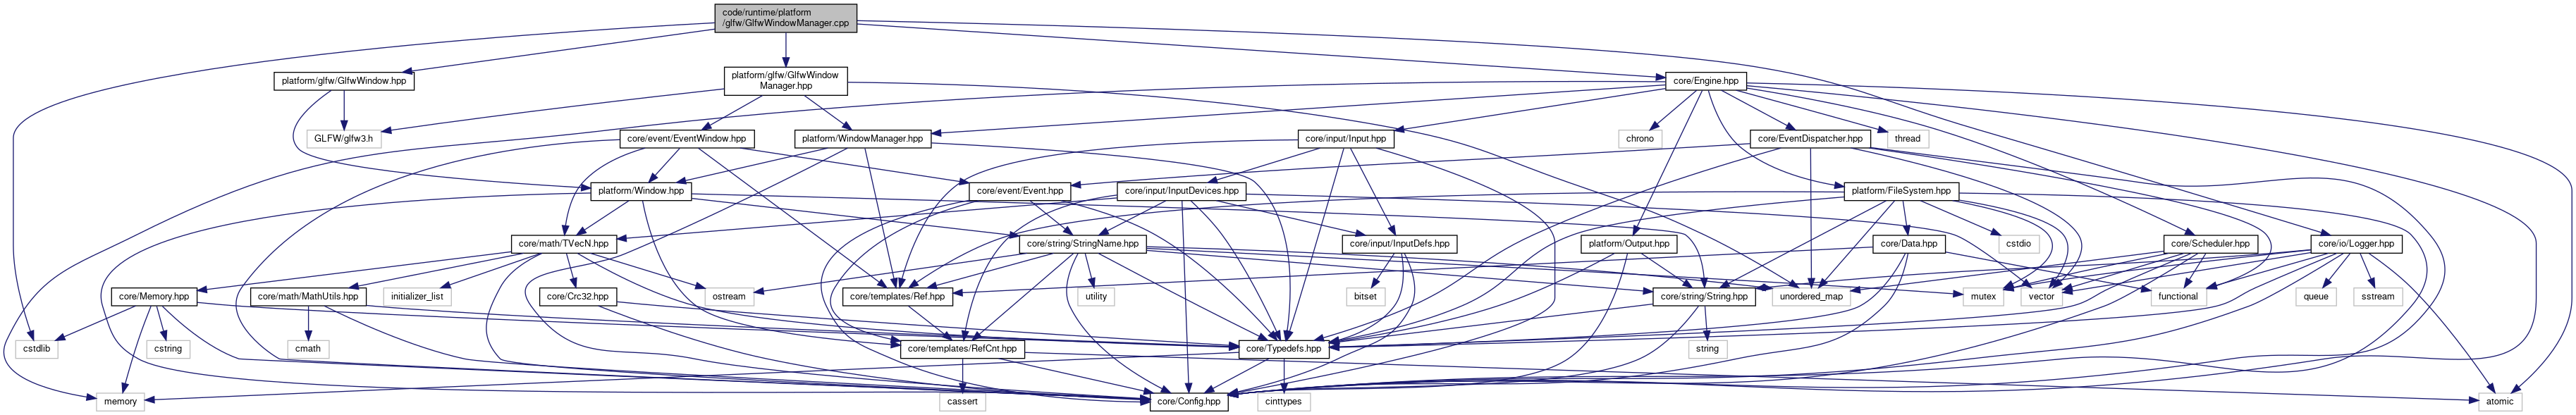 code/runtime/platform
/glfw/GlfwWindowManager.cpp
platform/glfw/GlfwWindow.hpp
platform/glfw/GlfwWindow
Manager.hpp
core/Engine.hpp
GLFW/glfw3.h
core/event/EventWindow.hpp
platform/WindowManager.hpp
core/input/Input.hpp
chrono
core/EventDispatcher.hpp
thread
platform/Window.hpp
core/event/Event.hpp
core/input/InputDevices.hpp
platform/FileSystem.hpp
core/math/TVecN.hpp
core/string/StringName.hpp
core/input/InputDefs.hpp
platform/Output.hpp
core/Data.hpp
cstdio
core/Scheduler.hpp
core/io/Logger.hpp
core/Memory.hpp
core/math/MathUtils.hpp
initializer_list
core/Crc32.hpp
ostream
core/templates/Ref.hpp
utility
bitset
core/string/String.hpp
unordered_map
mutex
vector
functional
queue
sstream
cstdlib
cstring
cmath
core/templates/RefCnt.hpp
core/Typedefs.hpp
string
memory
cassert
core/Config.hpp
cinttypes
atomic